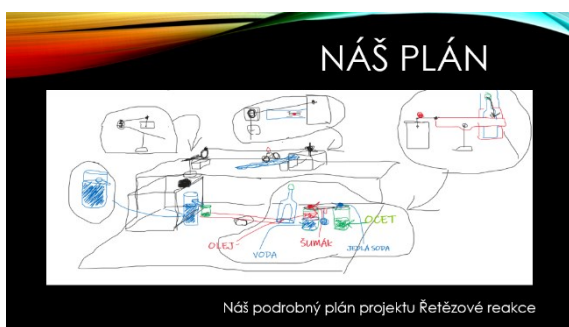 NÁŠ PLÁN
OCET
OLEJ
ŠUMÁK
VODA
JEDLÁ SODA
Náš podrobný plán projektu Řetězové reakce